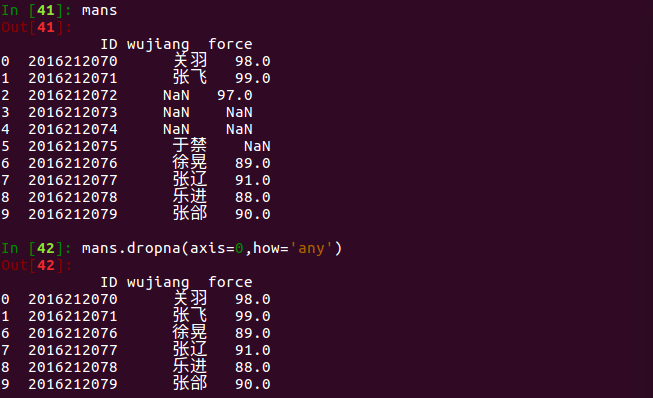 In [41]: mans
Out[41]:
ID wujiang force
0 2016212070 关羽 98.0
1 2016212071 张飞 99.0
2 2016212072 NaN 97.0
3 2016212073 NaN NaN
4 2016212074 NaN NaN
5 2016212075 于禁 NaN
6 2016212076 徐晃 89.0
7 2016212077 张辽 91.0
8 2016212078 乐进 88.0
9 2016212079 张郃 90.0
In [42]: mans.dropna(axis=0,how='any')
Out[42]:
ID wujiang force
0 2016212070 关羽 98.0
1 2016212071 张飞 99.0
6 2016212076 徐晃 89.0
7 2016212077 张辽 91.0
8 2016212078 乐进 88.0
9 2016212079 张郃 90.0